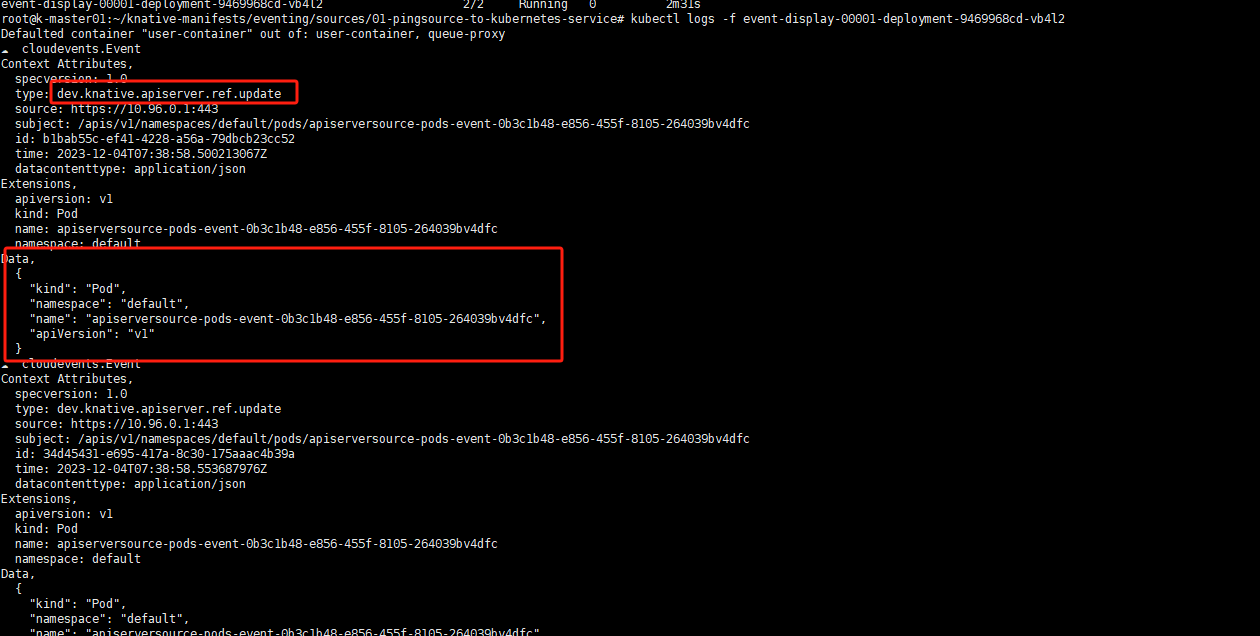 event-display-00001-deployment-9469968cd-vb4l2                    2/2     Running   0          2m31s
root@k-master01:~/knative-manifests/eventing/sources/01-pingsource-to-kubernetes-service# kubectl logs -f event-display-00001-deployment-9469968cd-vb4l2
Defaulted container "user-container" out of: user-container, queue-proxy
☁  cloudevents.Event
Context Attributes,
  specversion: 1.0
  type: dev.knative.apiserver.ref.update
  source: https://10.96.0.1:443
  subject: /apis/v1/namespaces/default/pods/apiserversource-pods-event-0b3c1b48-e856-455f-8105-264039bv4dfc
  id: b1bab55c-ef41-4228-a56a-79dbcb23cc52
  time: 2023-12-04T07:38:58.500213067Z
  datacontenttype: application/json
Extensions,
  apiversion: v1
  kind: Pod
  name: apiserversource-pods-event-0b3c1b48-e856-455f-8105-264039bv4dfc
  namespace: default
Data,
  {
    "kind": "Pod",
    "namespace": "default",
    "name": "apiserversource-pods-event-0b3c1b48-e856-455f-8105-264039bv4dfc",
    "apiVersion": "v1"
  }
☁  cloudevents.Event
Context Attributes,
  specversion: 1.0
  type: dev.knative.apiserver.ref.update
  source: https://10.96.0.1:443
  subject: /apis/v1/namespaces/default/pods/apiserversource-pods-event-0b3c1b48-e856-455f-8105-264039bv4dfc
  id: 34d45431-e695-417a-8c30-175aaac4b39a
  time: 2023-12-04T07:38:58.553687976Z
  datacontenttype: application/json
Extensions,
  apiversion: v1
  kind: Pod
  name: apiserversource-pods-event-0b3c1b48-e856-455f-8105-264039bv4dfc
  namespace: default
Data,
  {
    "kind": "Pod",
    "namespace": "default",
    "name": "apiserversource-pods-event-0b3c1b48-e856-455f-8105-264039bv4dfc"